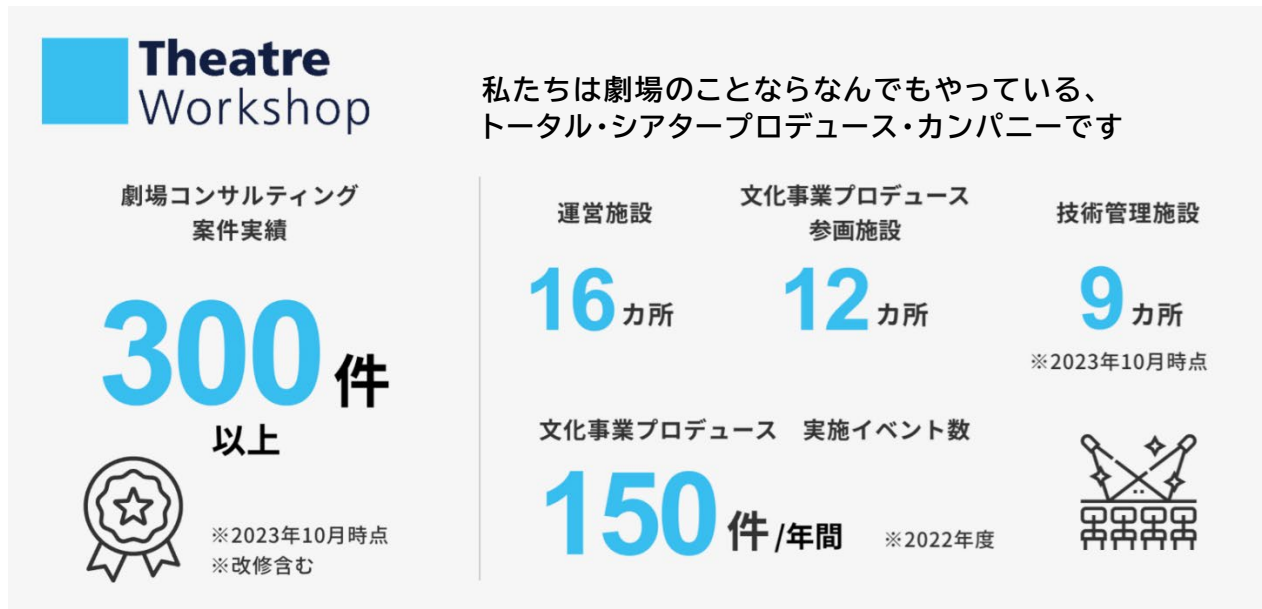 Theatre
Workshop
私たちは劇場のことならなんでもやっている、
トータル・シアタープロデュース・カンパニーです
劇場コンサルティング
案件実績
300件
以上
※2023年10月時点
※改修含む
運営施設
16カ所
文化事業プロデュース
参画施設
12カ所
技術管理施設
9カ所
※2023年10月時点
文化事業プロデュース　実施イベント数
150件/年間 ※2022年度